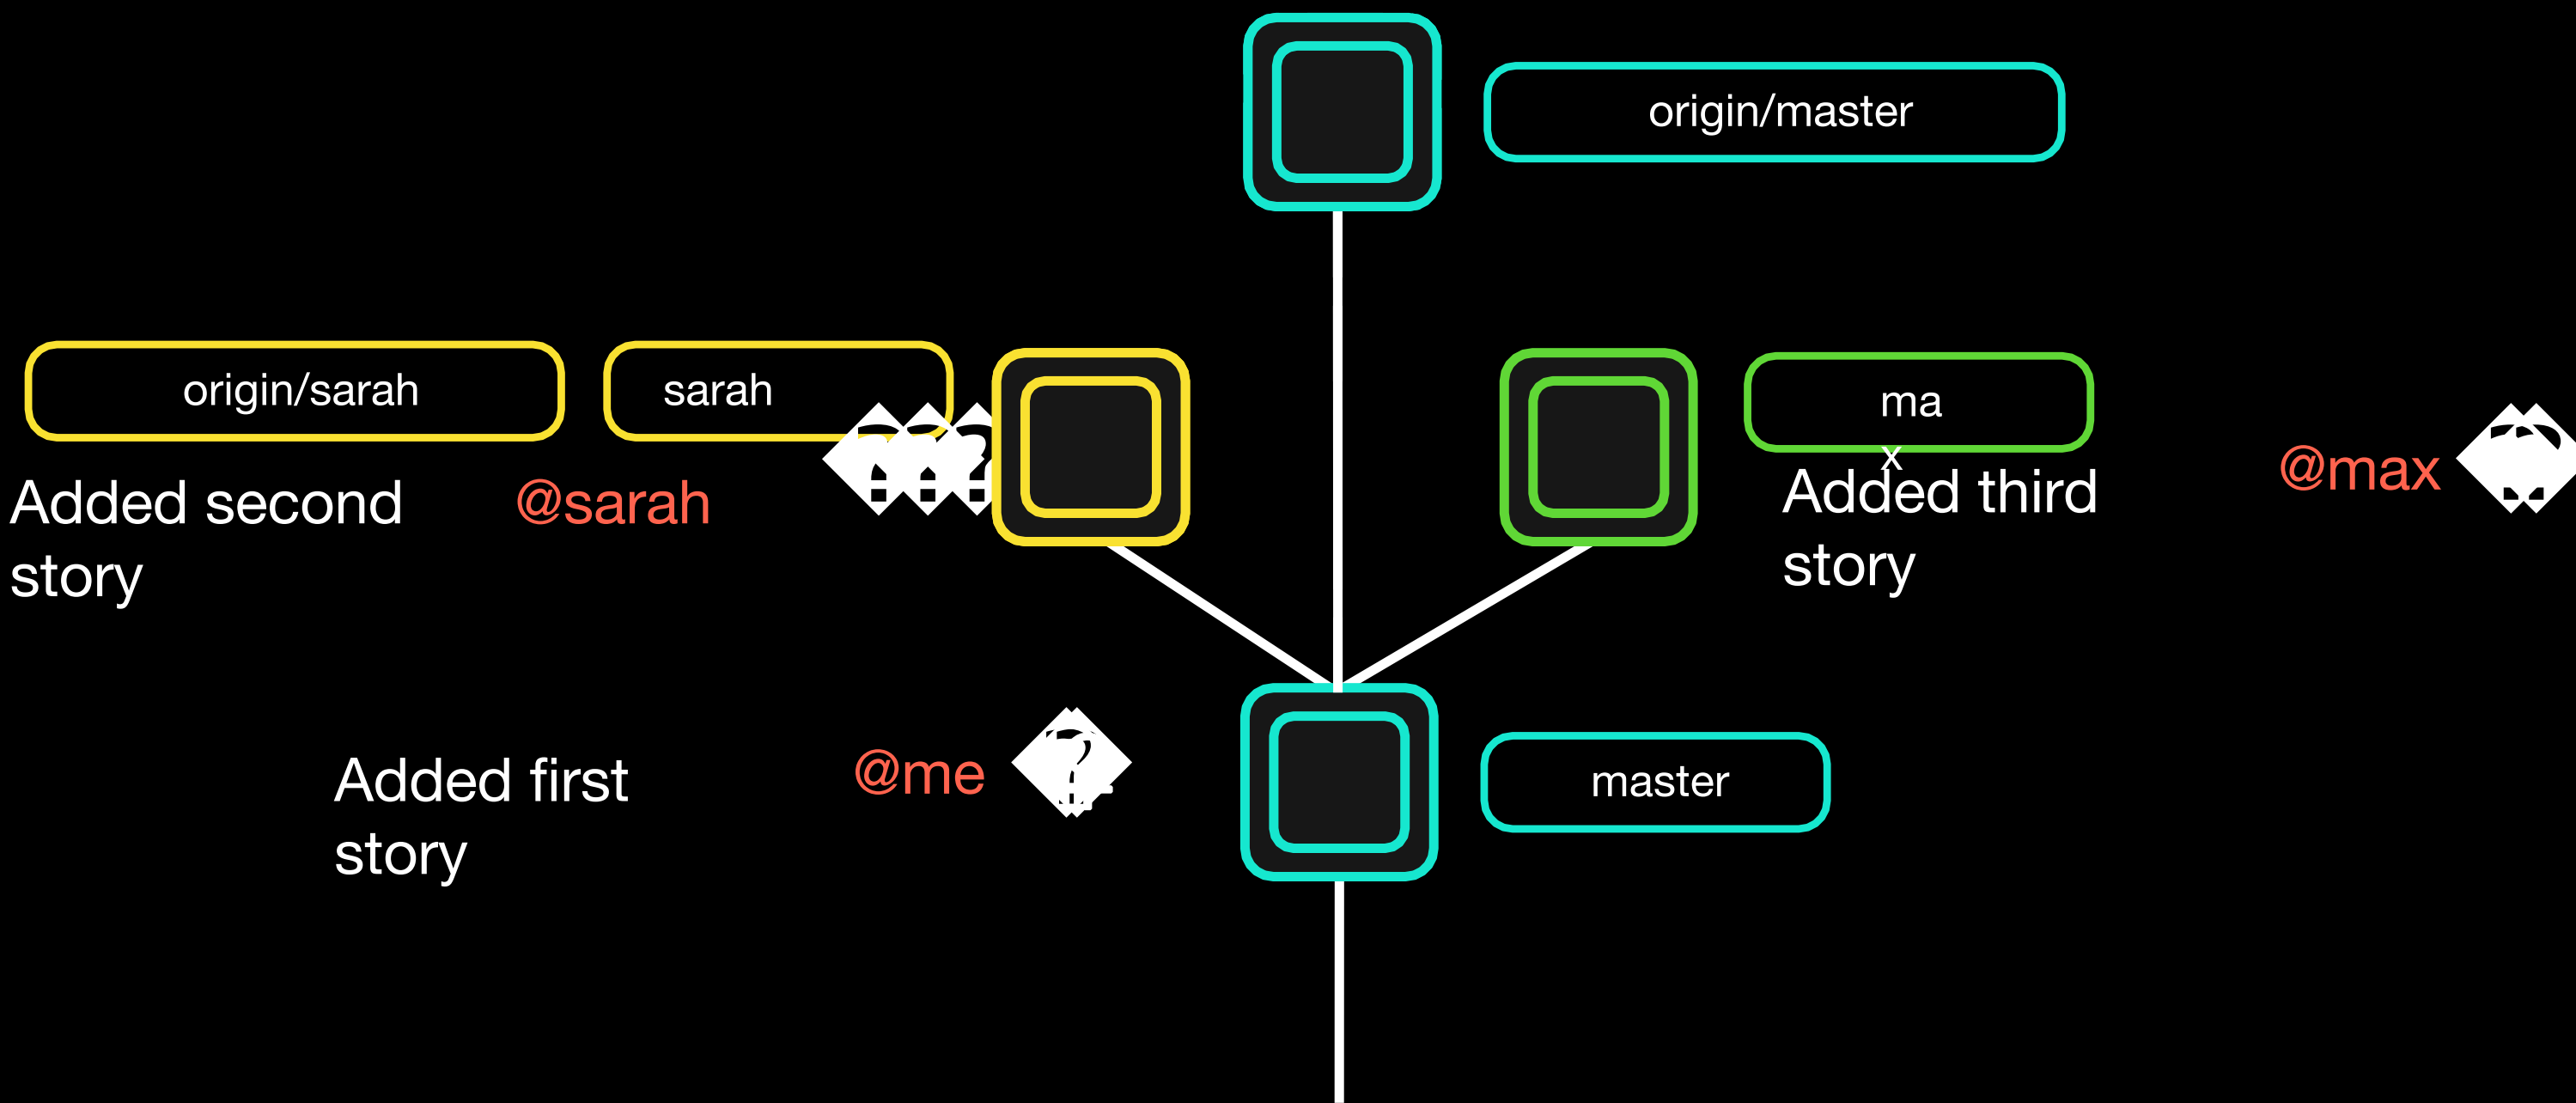 origin/master
origin/sarah
sarah
ma
x
Added second
story
@sarah
Added third
story
@max
Added first
story
@me
master